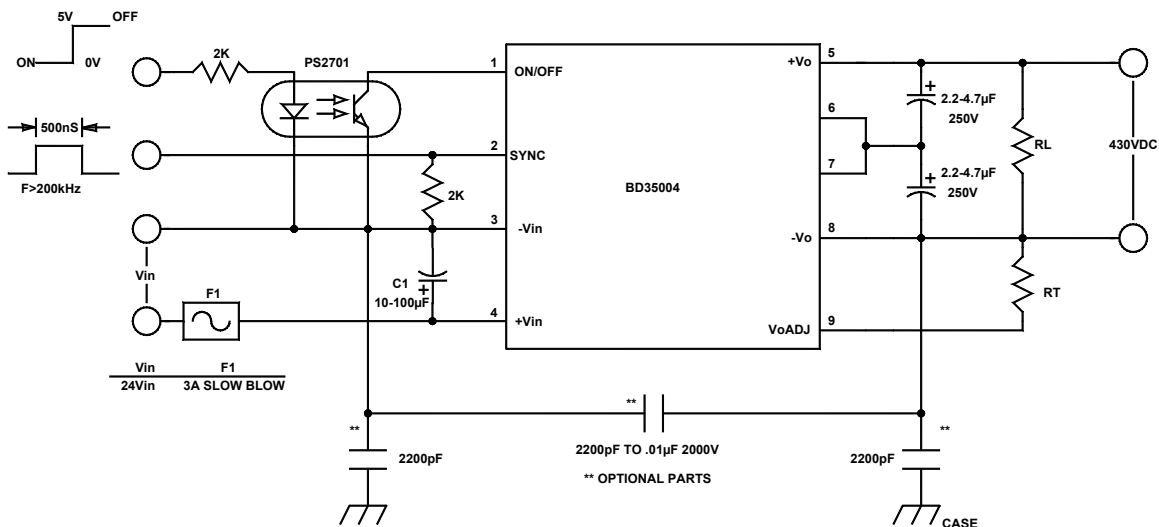 5V
OFF
ON
0V
2K
PS2701
1
ON/OFF
500nS
F>200kHz
2
SYNC
2K
3
-Vin
Vin
C1
+
10-100µF
F1
4
+Vin
Vin F1
24Vin 3A SLOW BLOW
BD35004
+Vo
5
6
7
-Vo
8
VoADJ
9
+
2.2-4.7µF
250V
+
2.2-4.7µF
250V
RL
430VDC
RT
**
2200pF
**
2200pF TO .01µF 2000V
** OPTIONAL PARTS
**
2200pF
CASE